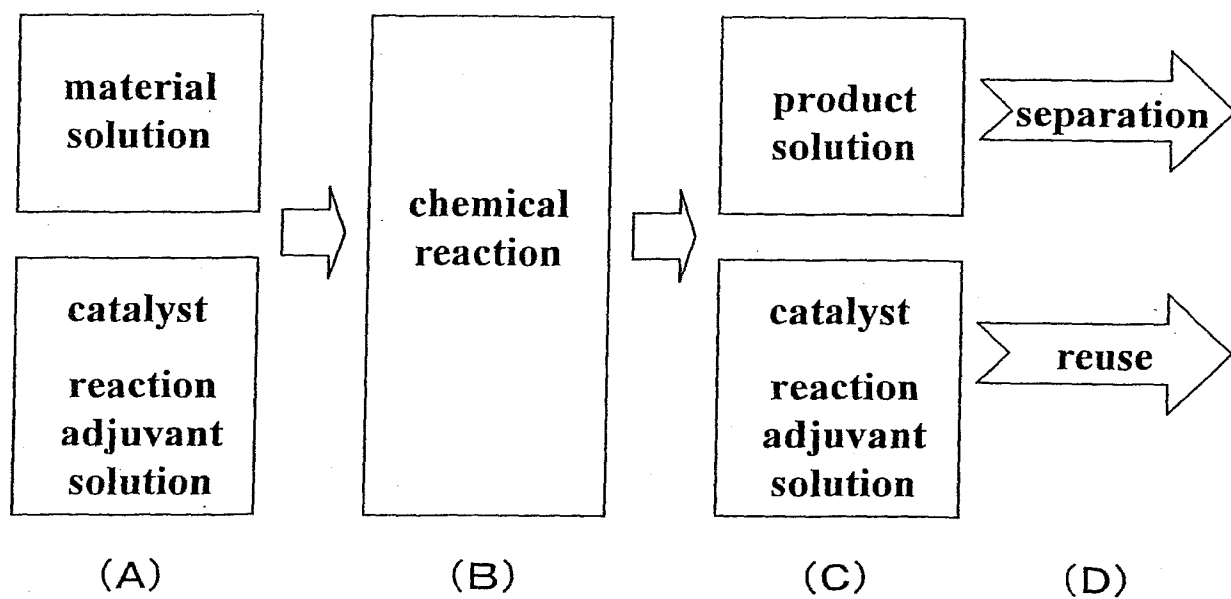 material
solution
catalyst
reaction
adjuvant
solution
chemical
reaction
product
solution
catalyst
reaction
adjuvant
solution
separation
reuse
(A)
(B)
(C)
(D)